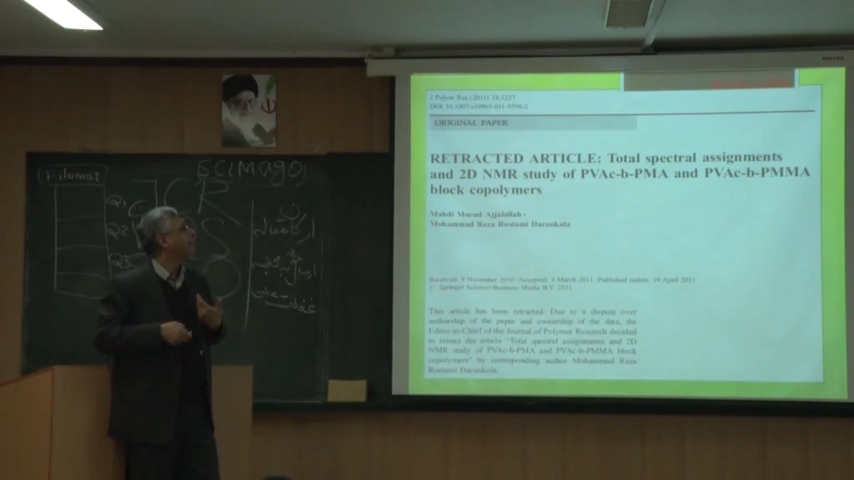 SCIMAGO
Q1
JCR
Q2
Q3
J Polym Res (2011) 18:1237
ORIGINAL PAPER
RETRACTED ARTICLE: Total spectral assignments
and 2D NMR study of PVAc-b-PMA and PVAc-b-PMMA
block copolymers
Mohammad Reza Rostami Daronkola
Received: 9 November 2010 / Accepted: 3 March 2011 / Published online: 19 April 2011
© Springer Science+Business Media B.V. 2011
This article has been retracted. Due to a dispute over
authorship of the paper and ownership of the data, the
Editor-in-Chief of the Journal of Polymer Research decided
to retract the article "Total spectral assignments and 2D
NMR study of PVAc-b-PMA and PVAc-b-PMMA block
copolymers" by corresponding author Mohammad Reza
Rostami Daronkola.